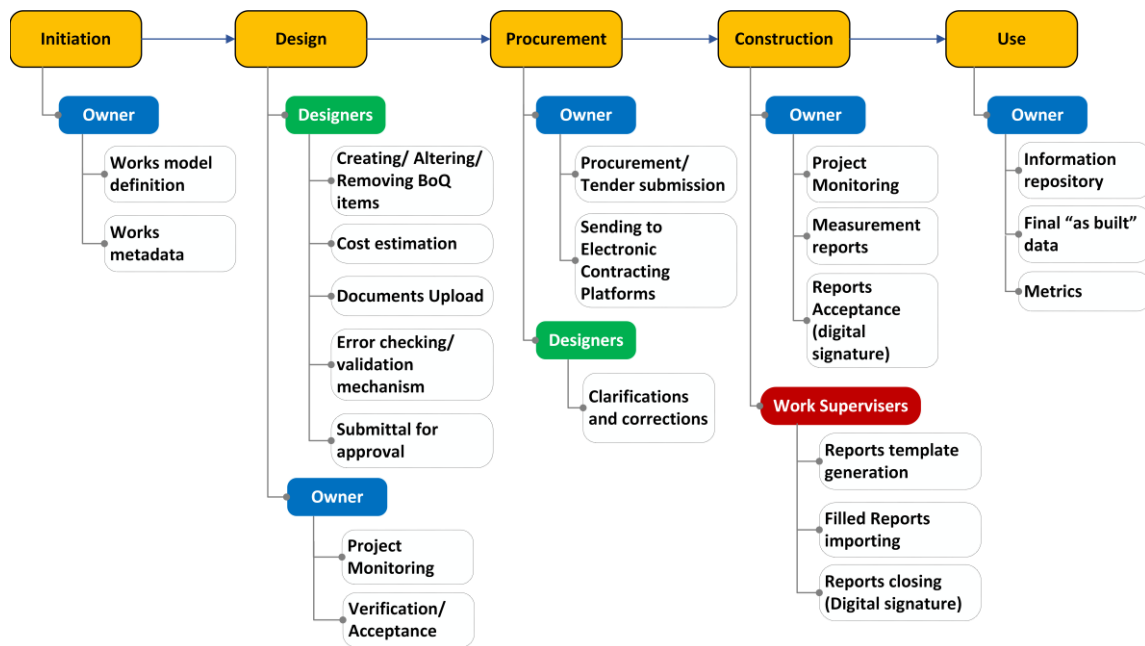 Initiation
Design
Procurement
Construction
Use
Owner
Works model
definition
Works
metadata
Designers
Creating/ Altering/
Removing BoQ
items
Cost estimation
Documents Upload
Error checking/
validation
mechanism
Submittal for
approval
Owner
Project
Monitoring
Verification/
Acceptance
Owner
Procurement/
Tender submission
Sending to
Electronic
Contracting
Platforms
Designers
Clarifications
and corrections
Owner
Project
Monitoring
Measurement
reports
Reports
Acceptance
(digital
signature)
Work Supervisers
Reports template
generation
Filled Reports
importing
Reports closing
(Digital signature)
Owner
Information
repository
Final “as built”
data
Metrics